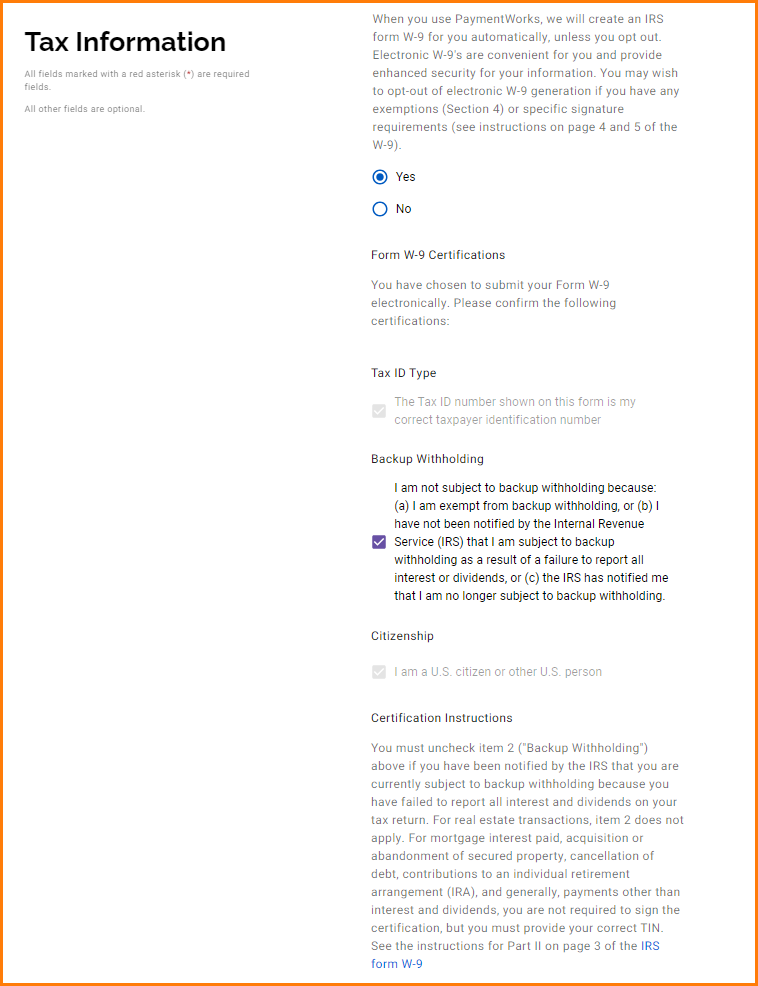 Tax Information
All fields marked with a red asterisk (*) are required
fields.
All other fields are optional.
When you use PaymentWorks, we will create an IRS
form W-9 for you automatically, unless you opt out.
Electronic W-9's are convenient for you and provide
enhanced security for your information. You may wish
to opt-out of electronic W-9 generation if you have any
exemptions (Section 4) or specific signature
requirements (see instructions on page 4 and 5 of the
W-9).
Yes
No
Form W-9 Certifications
You have chosen to submit your Form W-9
electronically. Please confirm the following
certifications:
Tax ID Type
The Tax ID number shown on this form is my
correct taxpayer identification number
Backup Withholding
I am not subject to backup withholding because:
(a) I am exempt from backup withholding, or (b) I
have not been notified by the Internal Revenue
Service (IRS) that I am subject to backup
withholding as a result of a failure to report all
interest or dividends, or (c) the IRS has notified me
that I am no longer subject to backup withholding.
Citizenship
I am a U.S. citizen or other U.S. person
Certification Instructions
You must uncheck item 2 ("Backup Withholding")
above if you have been notified by the IRS that you are
currently subject to backup withholding because you
have failed to report all interest and dividends on your
tax return. For real estate transactions, item 2 does not
apply. For mortgage interest paid, acquisition or
abandonment of secured property, cancellation of
debt, contributions to an individual retirement
arrangement (IRA), and generally, payments other than
interest and dividends, you are not required to sign the
certification, but you must provide your correct TIN.
See the instructions for Part II on page 3 of the IRS
form W-9